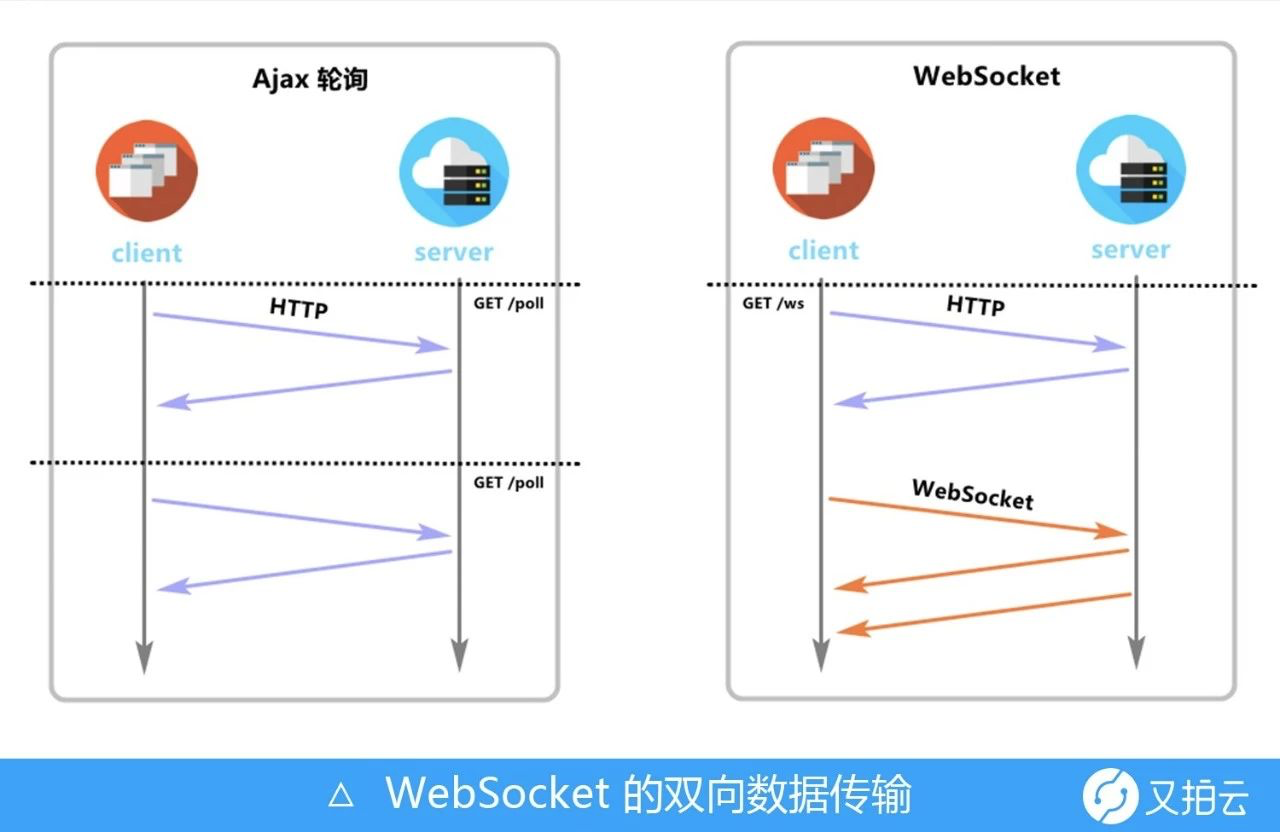 Ajax 轮询
client
server
HTTP
GET /poll
GET /poll
WebSocket
client
server
GET /ws
HTTP
WebSocket
△ WebSocket 的双向数据传输
又拍云